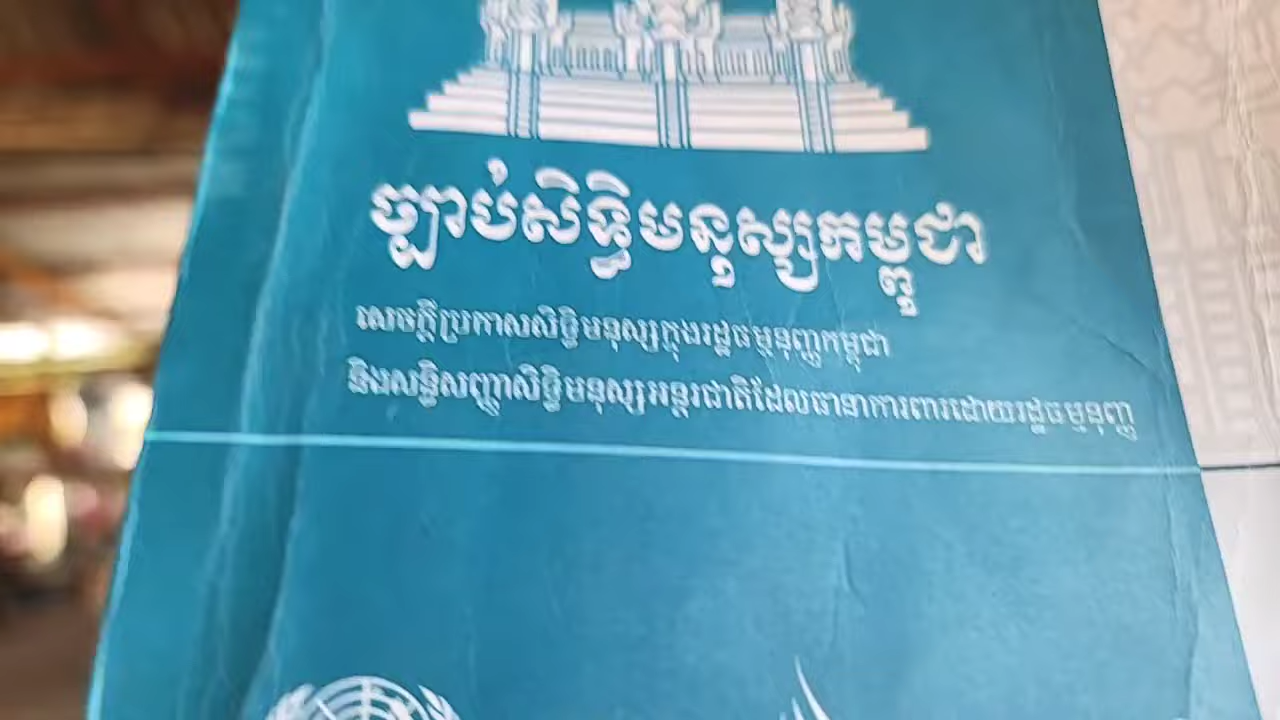 ច្បាប់សិទ្ធិមនុស្សកម្ពុជា
សេចក្តីប្រកាសសិទ្ធិមនុស្សក្នុងរដ្ឋធម្មនុញ្ញកម្ពុជា
និងសន្ធិសញ្ញាសិទ្ធិមនុស្សអន្តរជាតិដែលធានាការពារដោយរដ្ឋធម្មនុញ្ញ